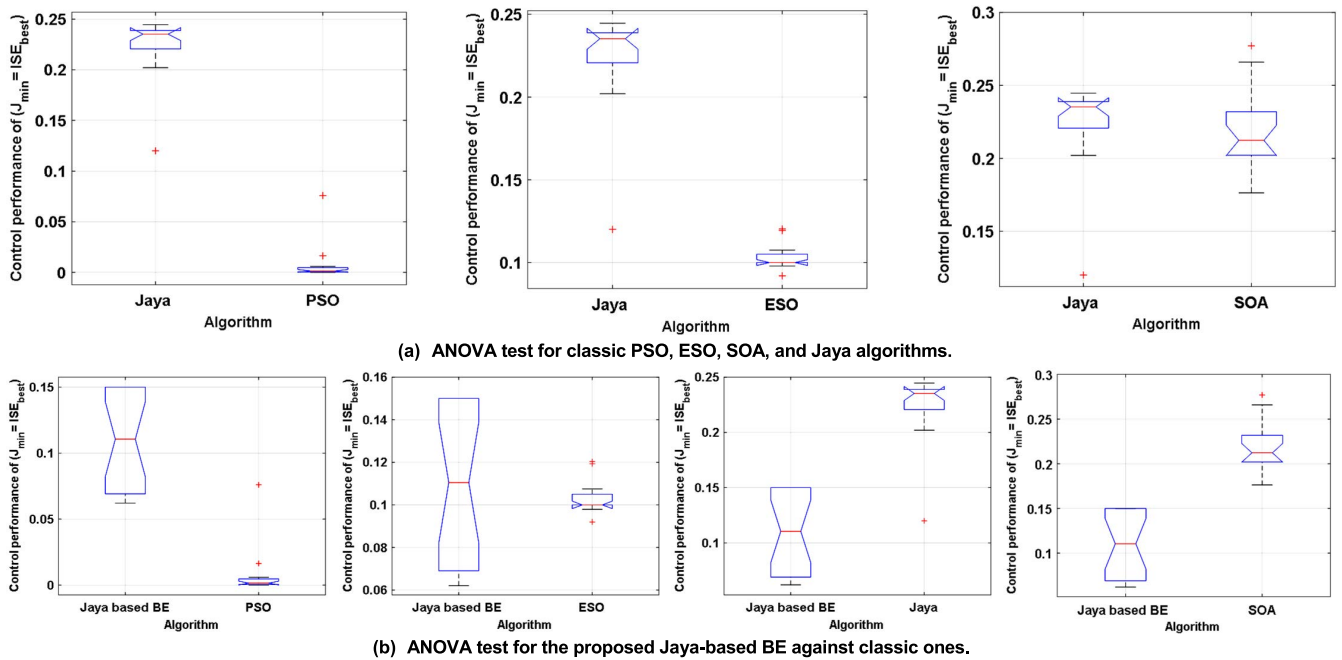 Control performance of (J_min = ISE_best)
0.25
0.2
0.15
0.1
0.05
0
Jaya
PSO
Algorithm
Control performance of (J_min = ISE_best)
0.25
0.2
0.15
0.1
Jaya
ESO
Algorithm
Control performance of (J_min = ISE_best)
0.3
0.25
0.2
0.15
Jaya
SOA
Algorithm
(a) ANOVA test for classic PSO, ESO, SOA, and Jaya algorithms.
Control performance of (J_min = ISE_best)
0.15
0.1
0.05
0
Jaya based BE
PSO
Algorithm
Control performance of (J_min = ISE_best)
0.16
0.14
0.12
0.1
0.08
0.06
Jaya based BE
ESO
Algorithm
Control performance of (J_min = ISE_best)
0.25
0.2
0.15
0.1
Jaya based BE
Jaya
Algorithm
Control performance of (J_min = ISE_best)
0.3
0.25
0.2
0.15
0.1
Jaya based BE
SOA
Algorithm
(b) ANOVA test for the proposed Jaya-based BE against classic ones.